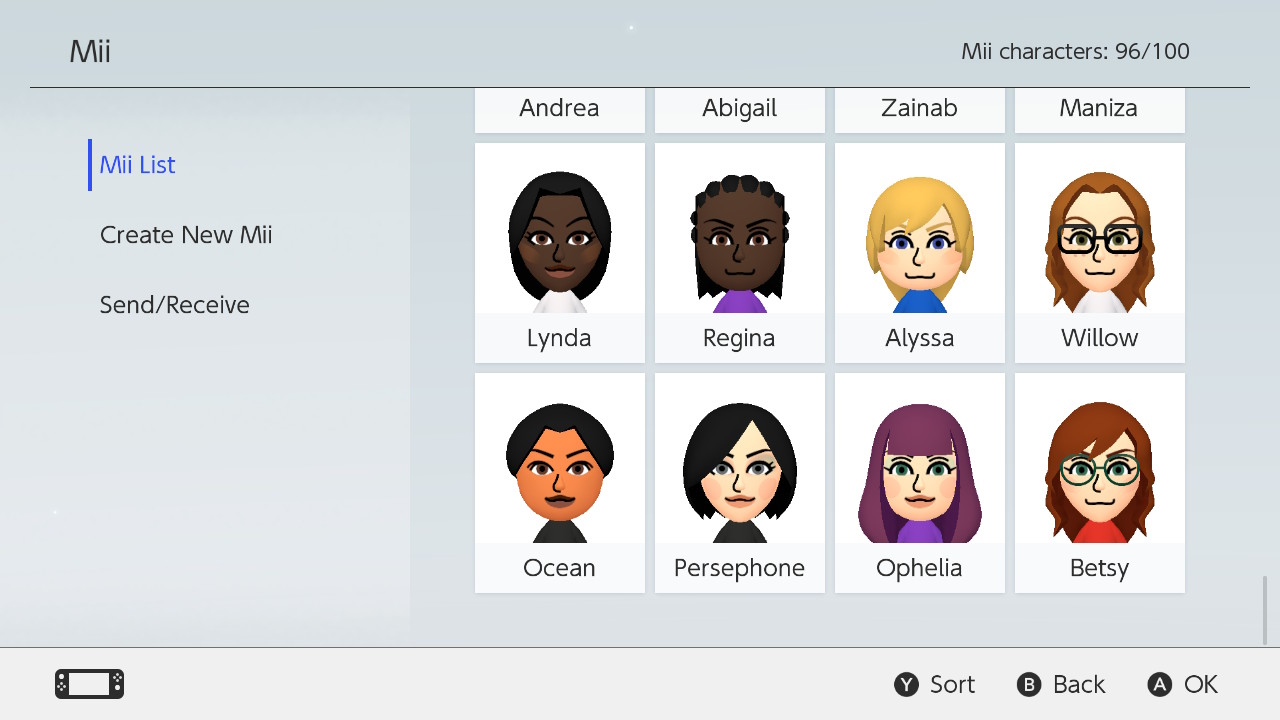 Mii
Mii characters: 96/100
Mii List
Create New Mii
Send/Receive
Andrea
Abigail
Zainab
Maniza
Lynda
Regina
Alyssa
Willow
Ocean
Persephone
Ophelia
Betsy
Y Sort
B Back
A OK